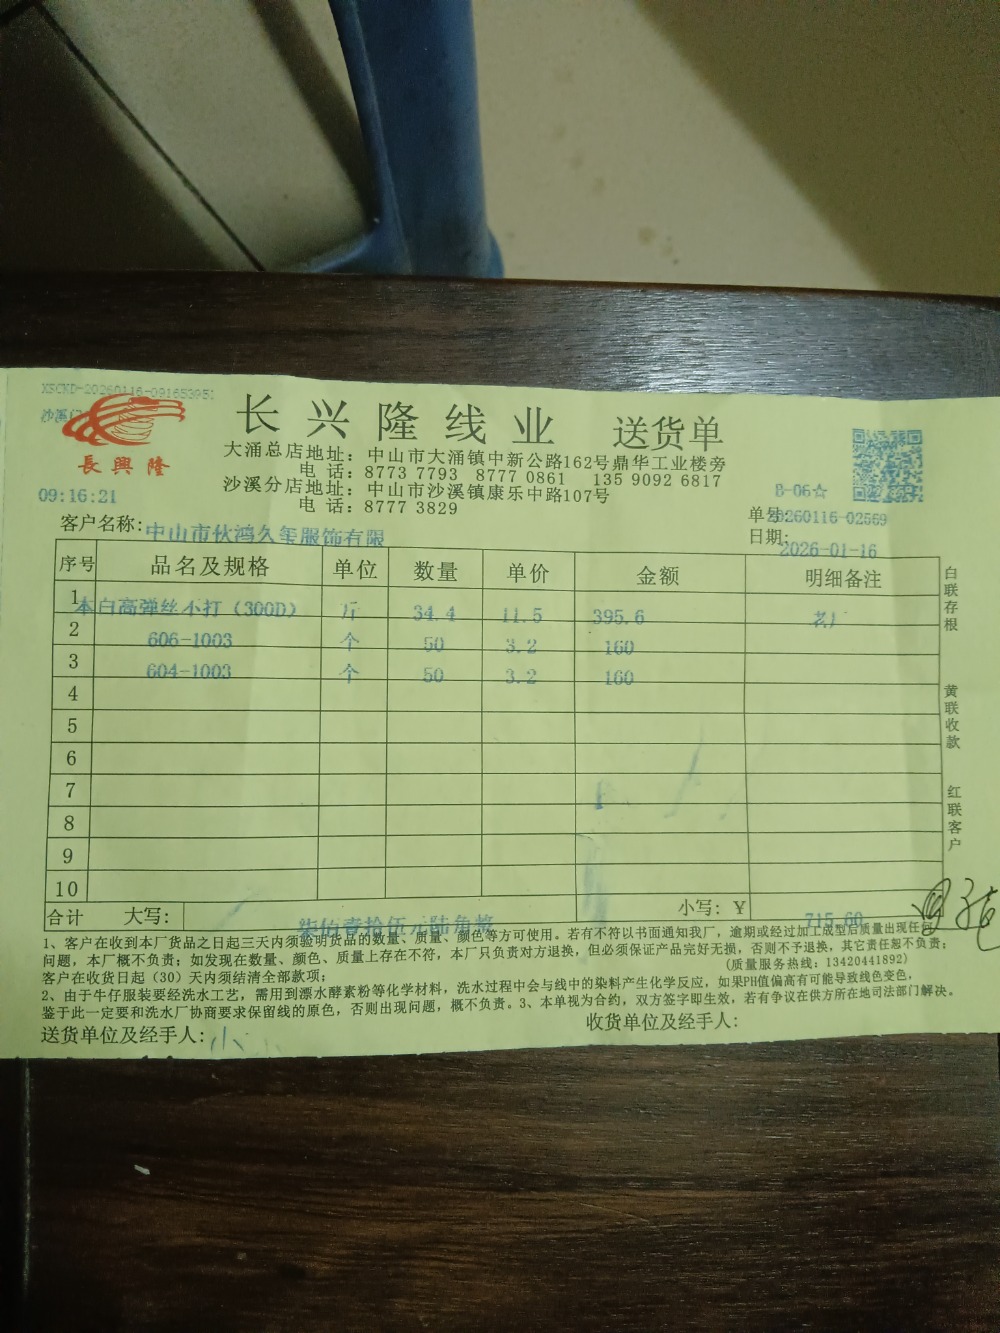 XSCKD-20260116-091653951
沙溪门
長興隆
09:16:21
长兴隆线业 送货单
大涌总店地址：中山市大涌镇中新公路162号鼎华工业楼旁
电 话：8773 7793 8777 0861 135 9092 6817
沙溪分店地址：中山市沙溪镇康乐中路107号
电 话：8777 3829
B-06☆
客户名称：中山市伙鸿久玺服饰有限
单号：20260116-02569
日期：2026-01-16
序号 品名及规格 单位 数量 单价 金额 明细备注
1 本白高弹丝不打（300D） 斤 34.4 11.5 395.6 茗厂
2 606-1003 个 50 3.2 160
3 604-1003 个 50 3.2 160
4
5
6
7
8
9
10
合计 大写：柒佰壹拾伍元陆角整 小写：￥ 715.60
白联存根 黄联收款 红联客户
1、客户在收到本厂货品之日起三天内须验明货品的数量、质量、颜色等方可使用。若有不符以书面通知我厂，逾期或经过加工成型后质量出现任何
问题，本厂概不负责；如发现在数量、颜色、质量上存在不符，本厂只负责对方退换，但必须保证产品完好无损，否则不予退换，其它责任恕不负责；
客户在收货日起（30）天内须结清全部款项； (质量服务热线：13420441892)
2、由于牛仔服装要经洗水工艺，需用到漂水酵素粉等化学材料，洗水过程中会与线中的染料产生化学反应，如果PH值偏高有可能导致线色变色，
鉴于此一定要和洗水厂协商要求保留线的原色，否则出现问题，概不负责。3、本单视为合约，双方签字即生效，若有争议在供方所在地司法部门解决。
送货单位及经手人： 收货单位及经手人：